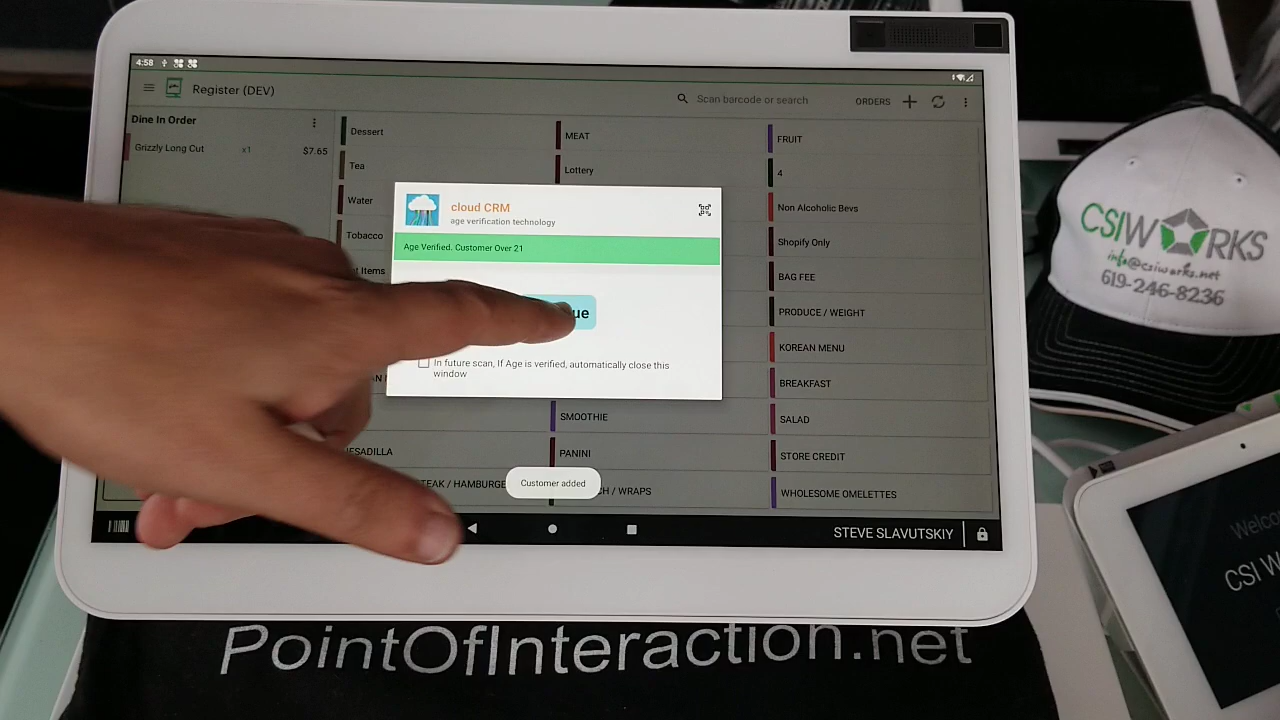 4:58
Register (DEV)
Scan barcode or search
ORDERS
Dine In Order
Grizzly Long Cut x1 $7.65
Dessert
MEAT
FRUIT
Tea
Lottery
4
Water
Non Alcoholic Bevs
Tobacco
Shopify Only
Items
BAG FEE
PRODUCE / WEIGHT
KOREAN MENU
BREAKFAST
SMOOTHIE
SALAD
PANINI
STORE CREDIT
/ HAMBURGE
/ WRAPS
WHOLESOME OMELETTES
cloud CRM
age verification technology
Age Verified. Customer Over 21
In future scan, If Age is verified, automatically close this
window
Customer added
STEVE SLAVUTSKIY
CSIWORKS
info@csiworks.net
619-246-8236
CSI
PointOfInteraction.net